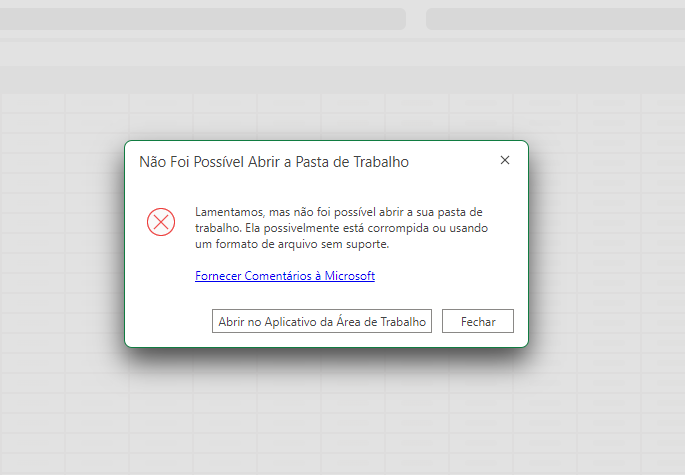 Não Foi Possível Abrir a Pasta de Trabalho
Lamentamos, mas não foi possível abrir a sua pasta de
trabalho. Ela possivelmente está corrompida ou usando
um formato de arquivo sem suporte.
Fornecer Comentários à Microsoft
Abrir no Aplicativo da Área de Trabalho
Fechar